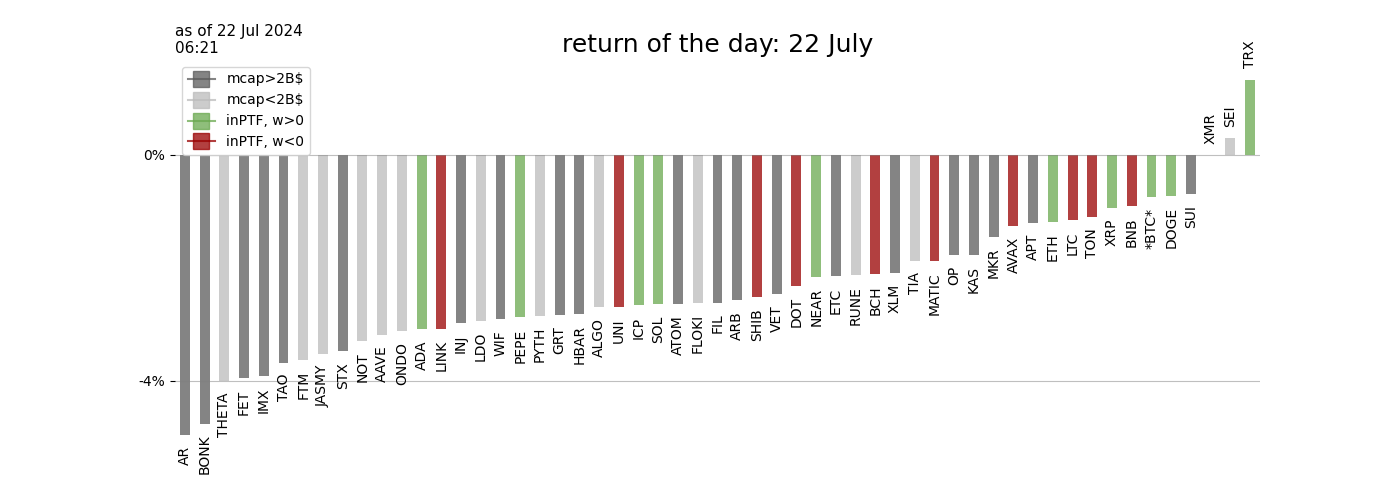 as of 22 Jul 2024
06:21
return of the day: 22 July
mcap>2B$
mcap<2B$
inPTF, w>0
inPTF, w<0
0%
-4%
AR
BONK
THETA
FET
IMX
TAO
FTM
JASMY
STX
NOT
AAVE
ONDO
ADA
LINK
INJ
LDO
WIF
PEPE
PYTH
GRT
HBAR
ALGO
UNI
ICP
SOL
ATOM
FLOKI
FIL
ARB
SHIB
VET
DOT
NEAR
ETC
RUNE
BCH
XLM
TIA
MATIC
OP
KAS
MKR
AVAX
APT
ETH
LTC
TON
XRP
BNB
*BTC*
DOGE
SUI
XMR
SEI
TRX